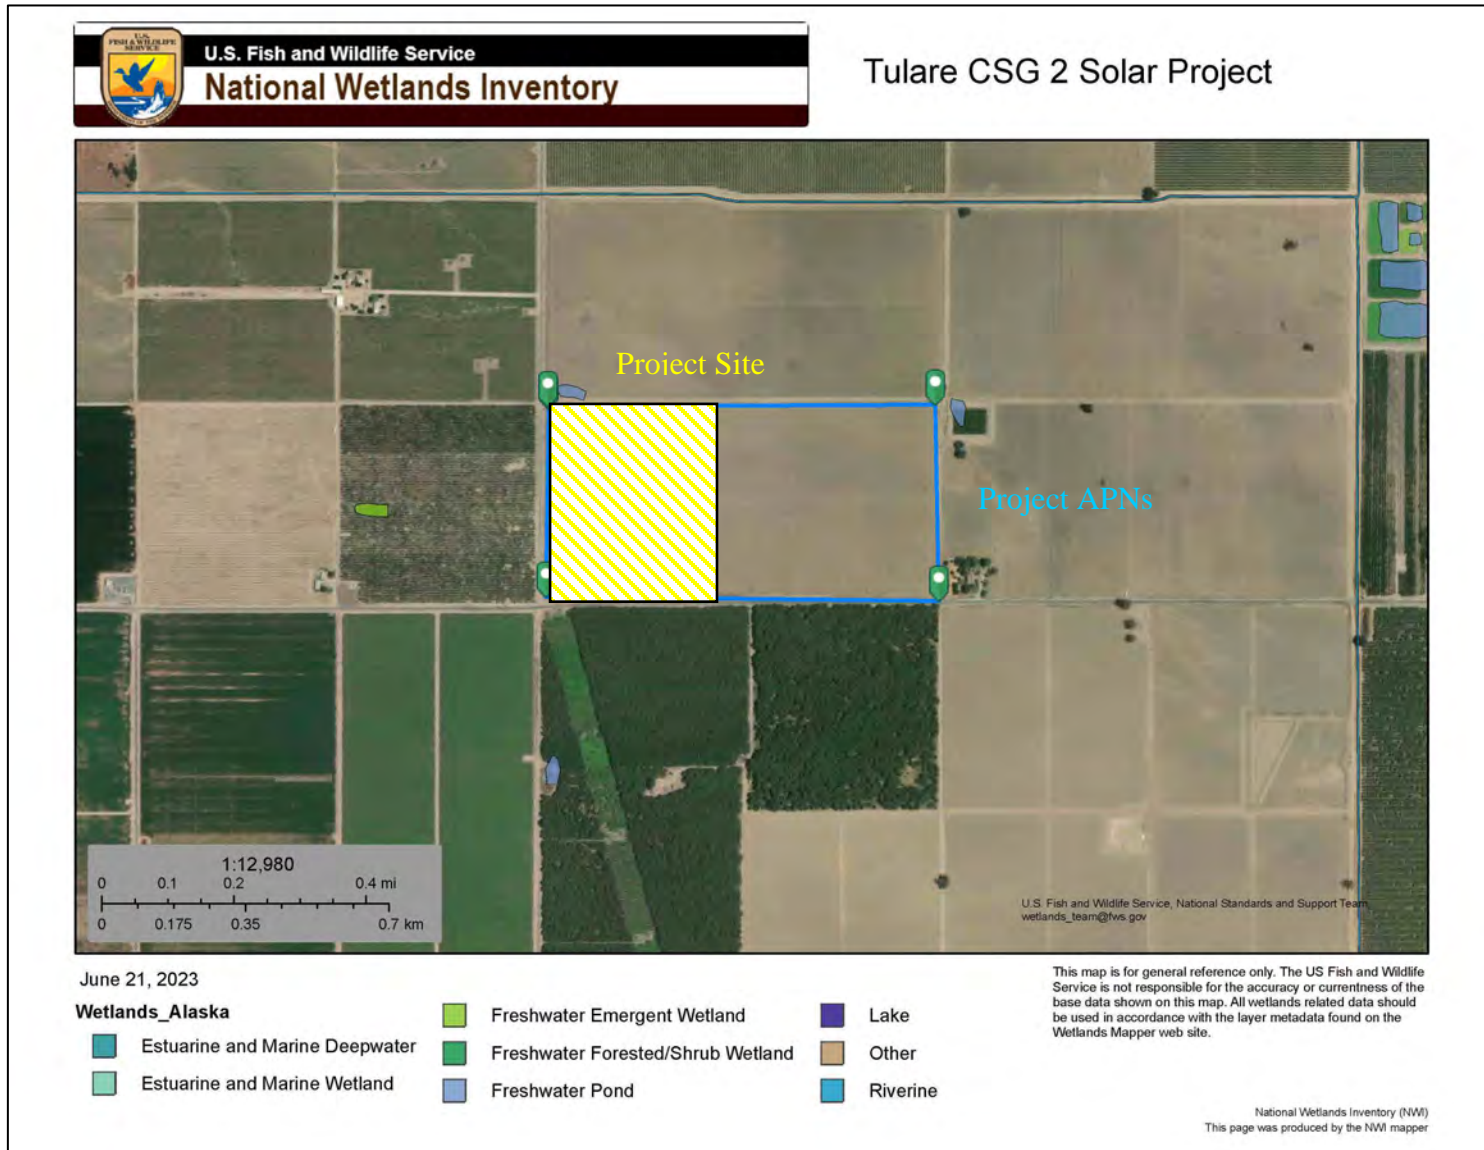 U.S.
FISH & WILDLIFE
SERVICE
U.S. Fish and Wildlife Service
National Wetlands Inventory
Tulare CSG 2 Solar Project
Project Site
Project APNs
1:12,980
0 0.1 0.2 0.4 mi
0 0.175 0.35 0.7 km
U.S. Fish and Wildlife Service, National Standards and Support Team,
wetlands_team@fws.gov
June 21, 2023
Wetlands_Alaska
Estuarine and Marine Deepwater
Estuarine and Marine Wetland
Freshwater Emergent Wetland
Freshwater Forested/Shrub Wetland
Freshwater Pond
Lake
Other
Riverine
This map is for general reference only. The US Fish and Wildlife
Service is not responsible for the accuracy or currentness of the
base data shown on this map. All wetlands related data should
be used in accordance with the layer metadata found on the
Wetlands Mapper web site.
National Wetlands Inventory (NWI)
This page was produced by the NWI mapper